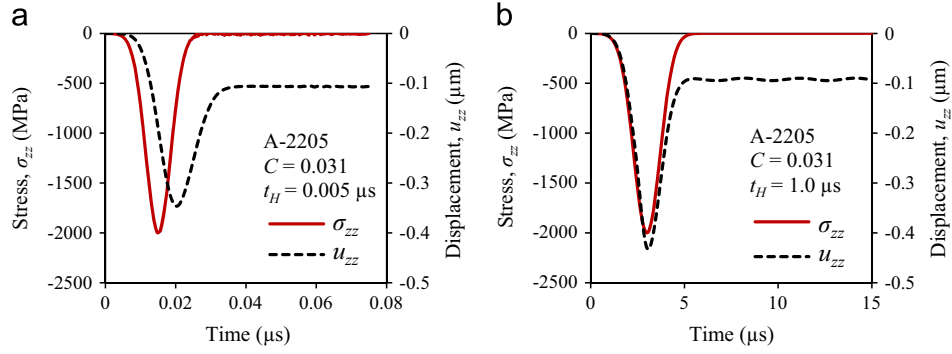 a
0
-500
-1000
-1500
-2000
-2500
Stress, σzz (MPa)
0
-0.1
-0.2
-0.3
-0.4
-0.5
Displacement, uzz (µm)
A-2205
C = 0.031
tH = 0.005 µs
σzz
uzz
0 0.02 0.04 0.06 0.08
Time (µs)
b
0
-500
-1000
-1500
-2000
-2500
Stress, σzz (MPa)
0
-0.1
-0.2
-0.3
-0.4
-0.5
Displacement, uzz (µm)
A-2205
C = 0.031
tH = 1.0 µs
σzz
uzz
0 5 10 15
Time (µs)